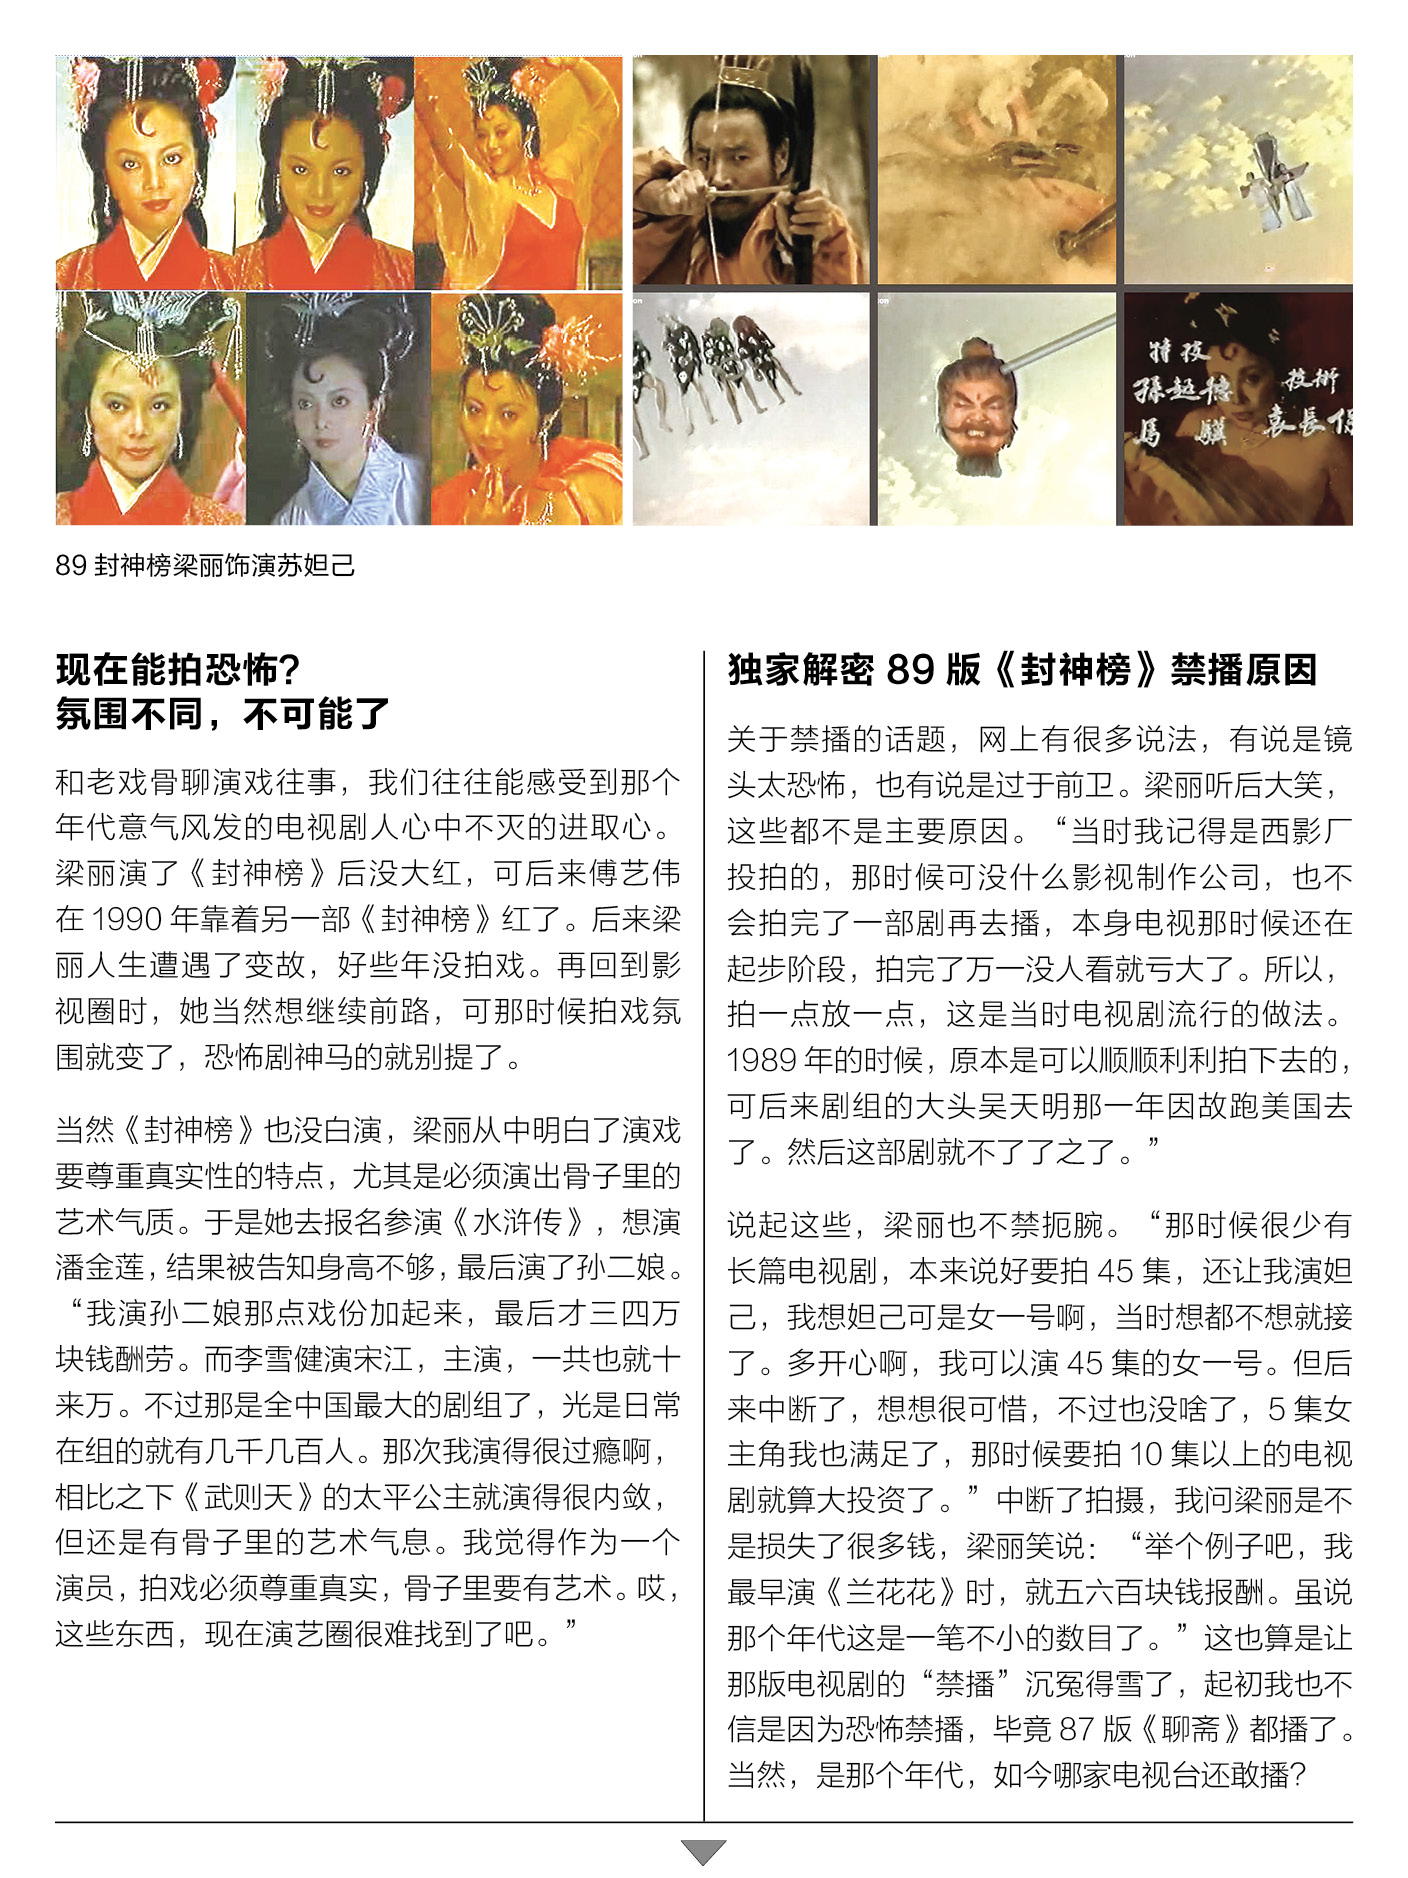 特技
孫超德
技術
馬 騏
袁長保
89 封神榜梁丽饰演苏妲己
现在能拍恐怖？
氛围不同，不可能了
和老戏骨聊演戏往事，我们往往能感受到那个
年代意气风发的电视剧人心中不灭的进取心。
梁丽演了《封神榜》后没大红，可后来傅艺伟
在 1990 年靠着另一部《封神榜》红了。后来梁
丽人生遭遇了变故，好些年没拍戏。再回到影
视圈时，她当然想继续前路，可那时候拍戏氛
围就变了，恐怖剧神马的就别提了。
当然《封神榜》也没白演，梁丽从中明白了演戏
要尊重真实性的特点，尤其是必须演出骨子里的
艺术气质。于是她去报名参演《水浒传》，想演
潘金莲，结果被告知身高不够，最后演了孙二娘。
“我演孙二娘那点戏份加起来，最后才三四万
块钱酬劳。而李雪健演宋江，主演，一共也就十
来万。不过那是全中国最大的剧组了，光是日常
在组的就有几千几百人。那次我演得很过瘾啊，
相比之下《武则天》的太平公主就演得很内敛，
但还是有骨子里的艺术气息。我觉得作为一个
演员，拍戏必须尊重真实，骨子里要有艺术。哎，
这些东西，现在演艺圈很难找到了吧。”
独家解密 89 版《封神榜》禁播原因
关于禁播的话题，网上有很多说法，有说是镜
头太恐怖，也有说是过于前卫。梁丽听后大笑，
这些都不是主要原因。“当时我记得是西影厂
投拍的，那时候可没什么影视制作公司，也不
会拍完了一部剧再去播，本身电视那时候还在
起步阶段，拍完了万一没人看就亏大了。所以，
拍一点放一点，这是当时电视剧流行的做法。
1989 年的时候，原本是可以顺顺利利拍下去的，
可后来剧组的大头吴天明那一年因故跑美国去
了。然后这部剧就不了了之了。”
说起这些，梁丽也不禁扼腕。“那时候很少有
长篇电视剧，本来说好要拍 45 集，还让我演妲
己，我想妲己可是女一号啊，当时想都不想就接
了。多开心啊，我可以演 45 集的女一号。但后
来中断了，想想很可惜，不过也没啥了，5 集女
主角我也满足了，那时候要拍 10 集以上的电视
剧就算大投资了。”中断了拍摄，我问梁丽是不
是损失了很多钱，梁丽笑说：“举个例子吧，我
最早演《兰花花》时，就五六百块钱报酬。虽说
那个年代这是一笔不小的数目了。”这也算是让
那版电视剧的“禁播”沉冤得雪了，起初我也不
信是因为恐怖禁播，毕竟 87 版《聊斋》都播了。
当然，是那个年代，如今哪家电视台还敢播？